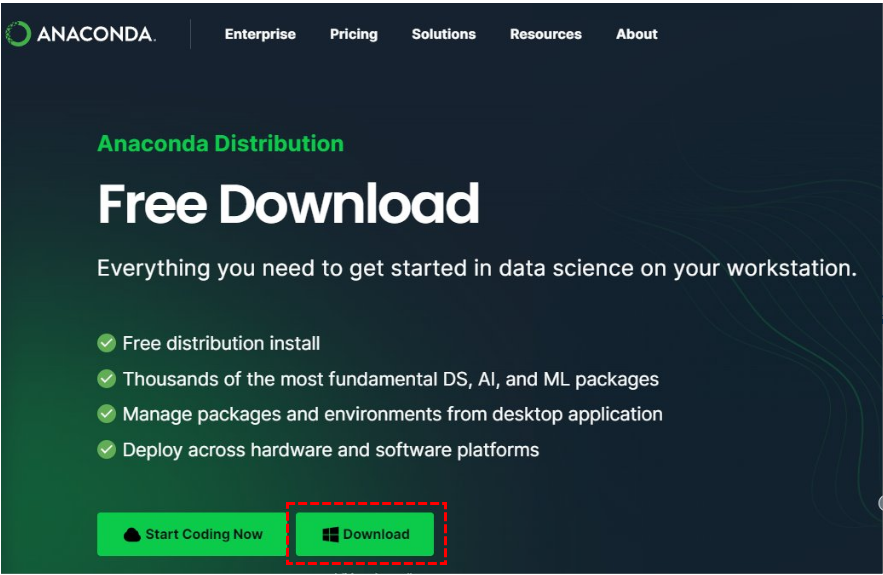 ANACONDA. Enterprise Pricing Solutions Resources About
Anaconda Distribution
Free Download
Everything you need to get started in data science on your workstation.
Free distribution install
Thousands of the most fundamental DS, AI, and ML packages
Manage packages and environments from desktop application
Deploy across hardware and software platforms
Start Coding Now Download